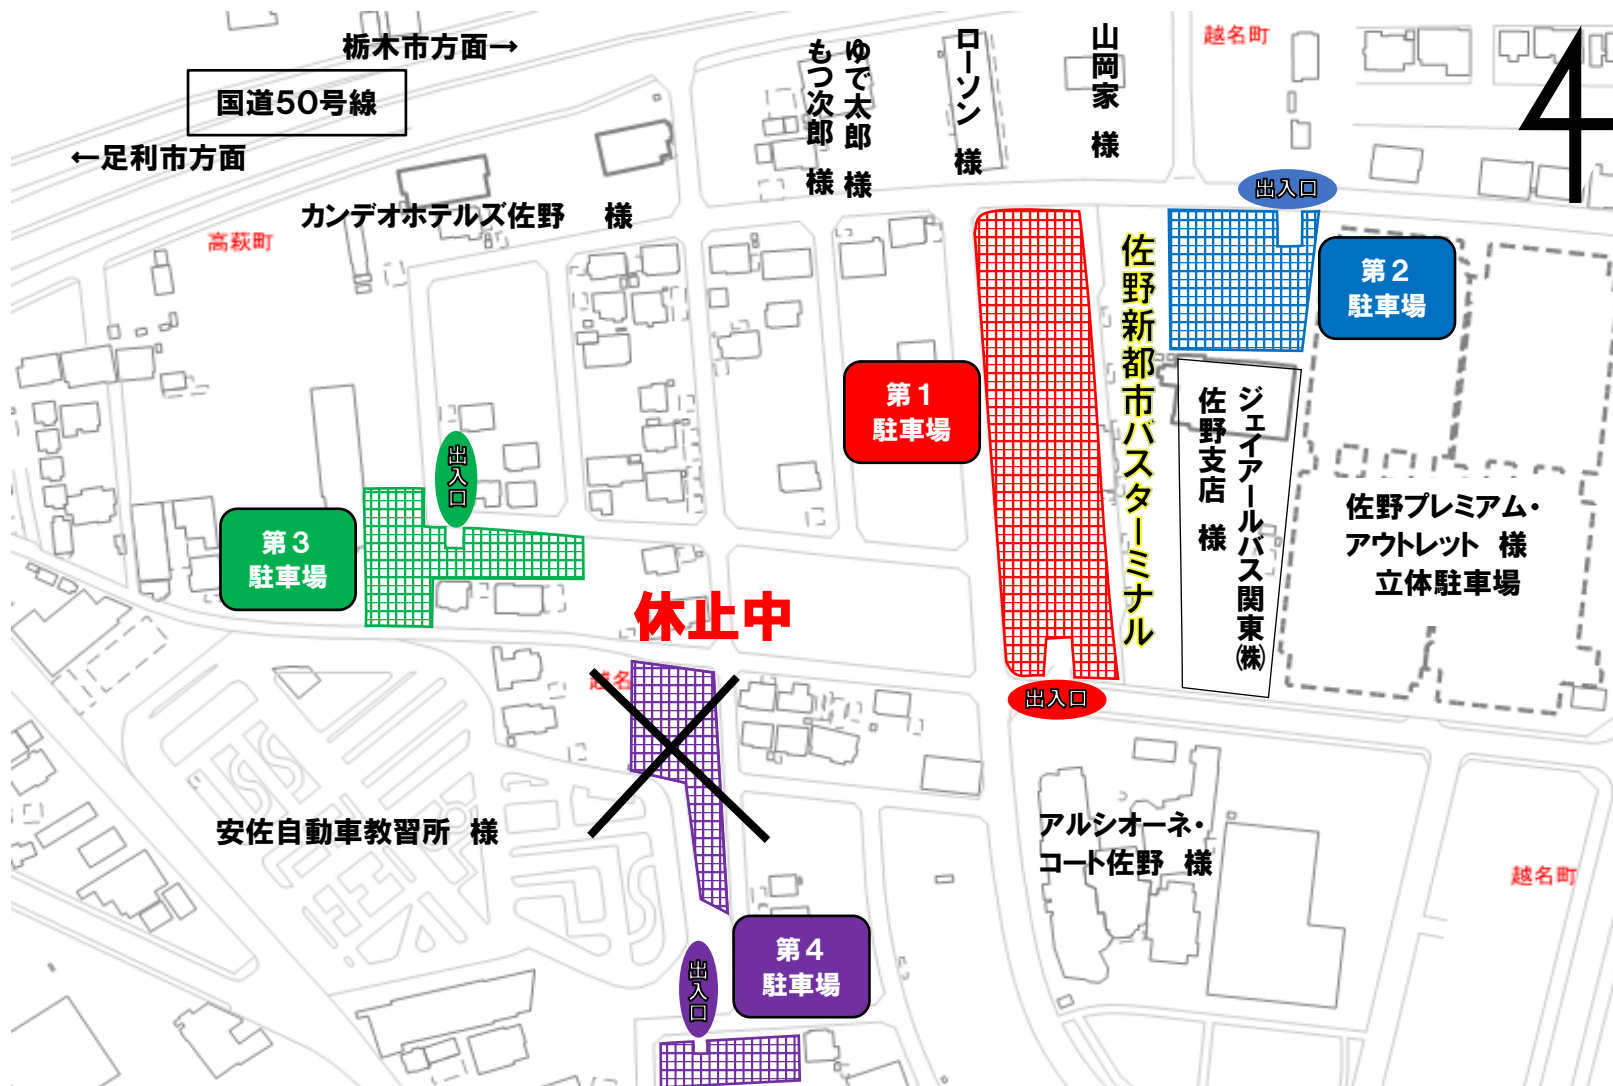 栃木市方面→
国道50号線
←足利市方面
カンデオホテルズ佐野 様
高萩町
ゆで太郎 様
もつ次郎 様
ローソン 様
山岡家 様
越名町
4
出入口
第2
駐車場
佐野新都市バスターミナル
第1
駐車場
ジェイアールバス関東㈱
佐野支店 様
佐野プレミアム・
アウトレット 様
立体駐車場
出入口
第3
駐車場
休止中
越名
出入口
安佐自動車教習所 様
アルシオーネ・
コート佐野 様
越名町
第4
駐車場
出入口